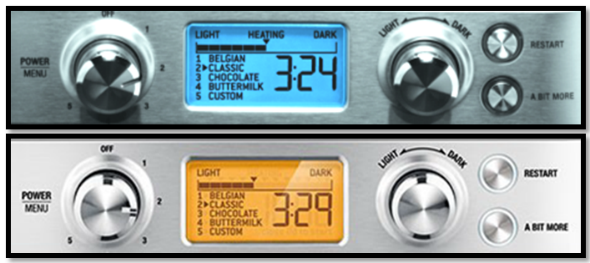 OFF
1
LIGHT HEATING DARK
LIGHT DARK
POWER
MENU
2
1 BELGIAN
2 CLASSIC
3 CHOCOLATE
4 BUTTERMILK
5 CUSTOM
3:24
RESTART
5
3
A BIT MORE
OFF
1
LIGHT DARK
LIGHT DARK
POWER
MENU
2
1 BELGIAN
2 CLASSIC
3 CHOCOLATE
4 BUTTERMILK
5 CUSTOM
3:29
RESTART
5
3
A BIT MORE